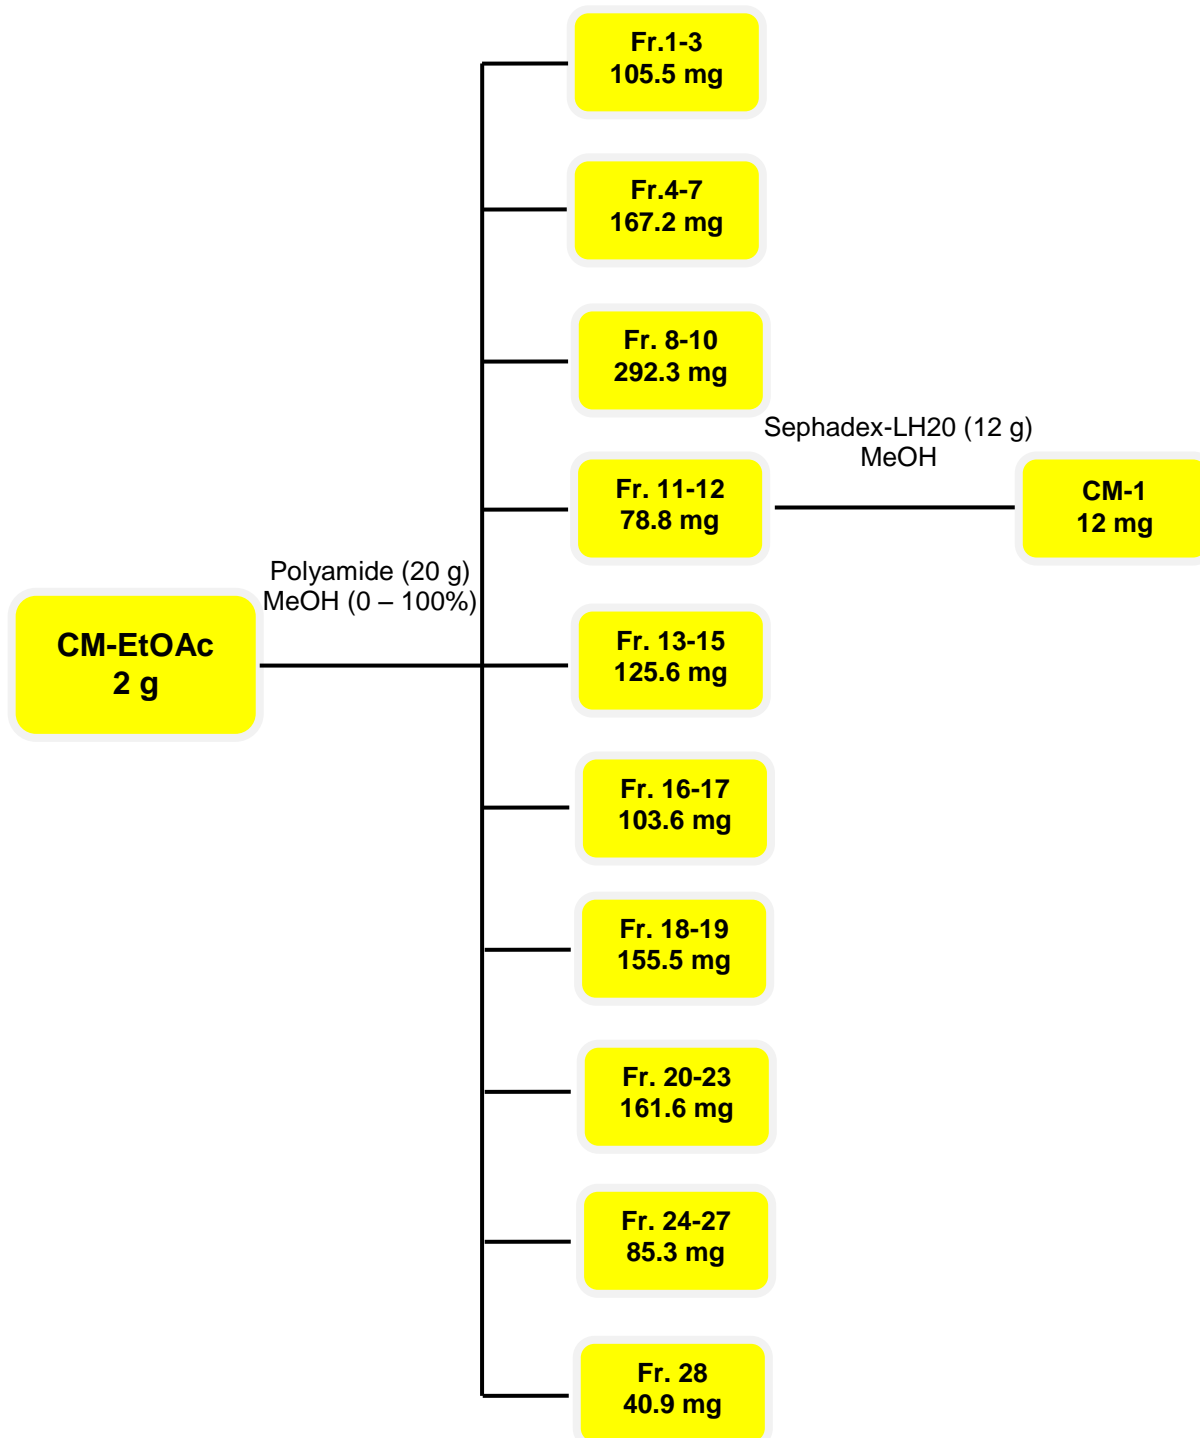 Fr.1-3
105.5 mg
Fr.4-7
167.2 mg
Fr. 8-10
292.3 mg
Sephadex-LH20 (12 g)
MeOH
Fr. 11-12
78.8 mg
CM-1
12 mg
Polyamide (20 g)
MeOH (0 – 100%)
CM-EtOAc
2 g
Fr. 13-15
125.6 mg
Fr. 16-17
103.6 mg
Fr. 18-19
155.5 mg
Fr. 20-23
161.6 mg
Fr. 24-27
85.3 mg
Fr. 28
40.9 mg